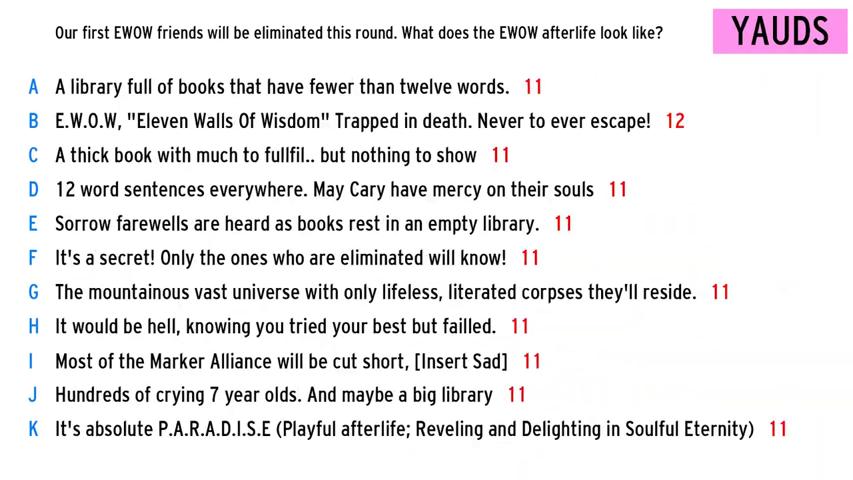 Our first EWOW friends will be eliminated this round. What does the EWOW afterlife look like?
YAUDS
A A library full of books that have fewer than twelve words. 11
B E.W.O.W, "Eleven Walls Of Wisdom" Trapped in death. Never to ever escape! 12
C A thick book with much to fullfil.. but nothing to show 11
D 12 word sentences everywhere. May Cary have mercy on their souls 11
E Sorrow farewells are heard as books rest in an empty library. 11
F It's a secret! Only the ones who are eliminated will know! 11
G The mountainous vast universe with only lifeless, literated corpses they'll reside. 11
H It would be hell, knowing you tried your best but failled. 11
I Most of the Marker Alliance will be cut short, [Insert Sad] 11
J Hundreds of crying 7 year olds. And maybe a big library 11
K It's absolute P.A.R.A.D.I.S.E (Playful afterlife; Reveling and Delighting in Soulful Eternity) 11